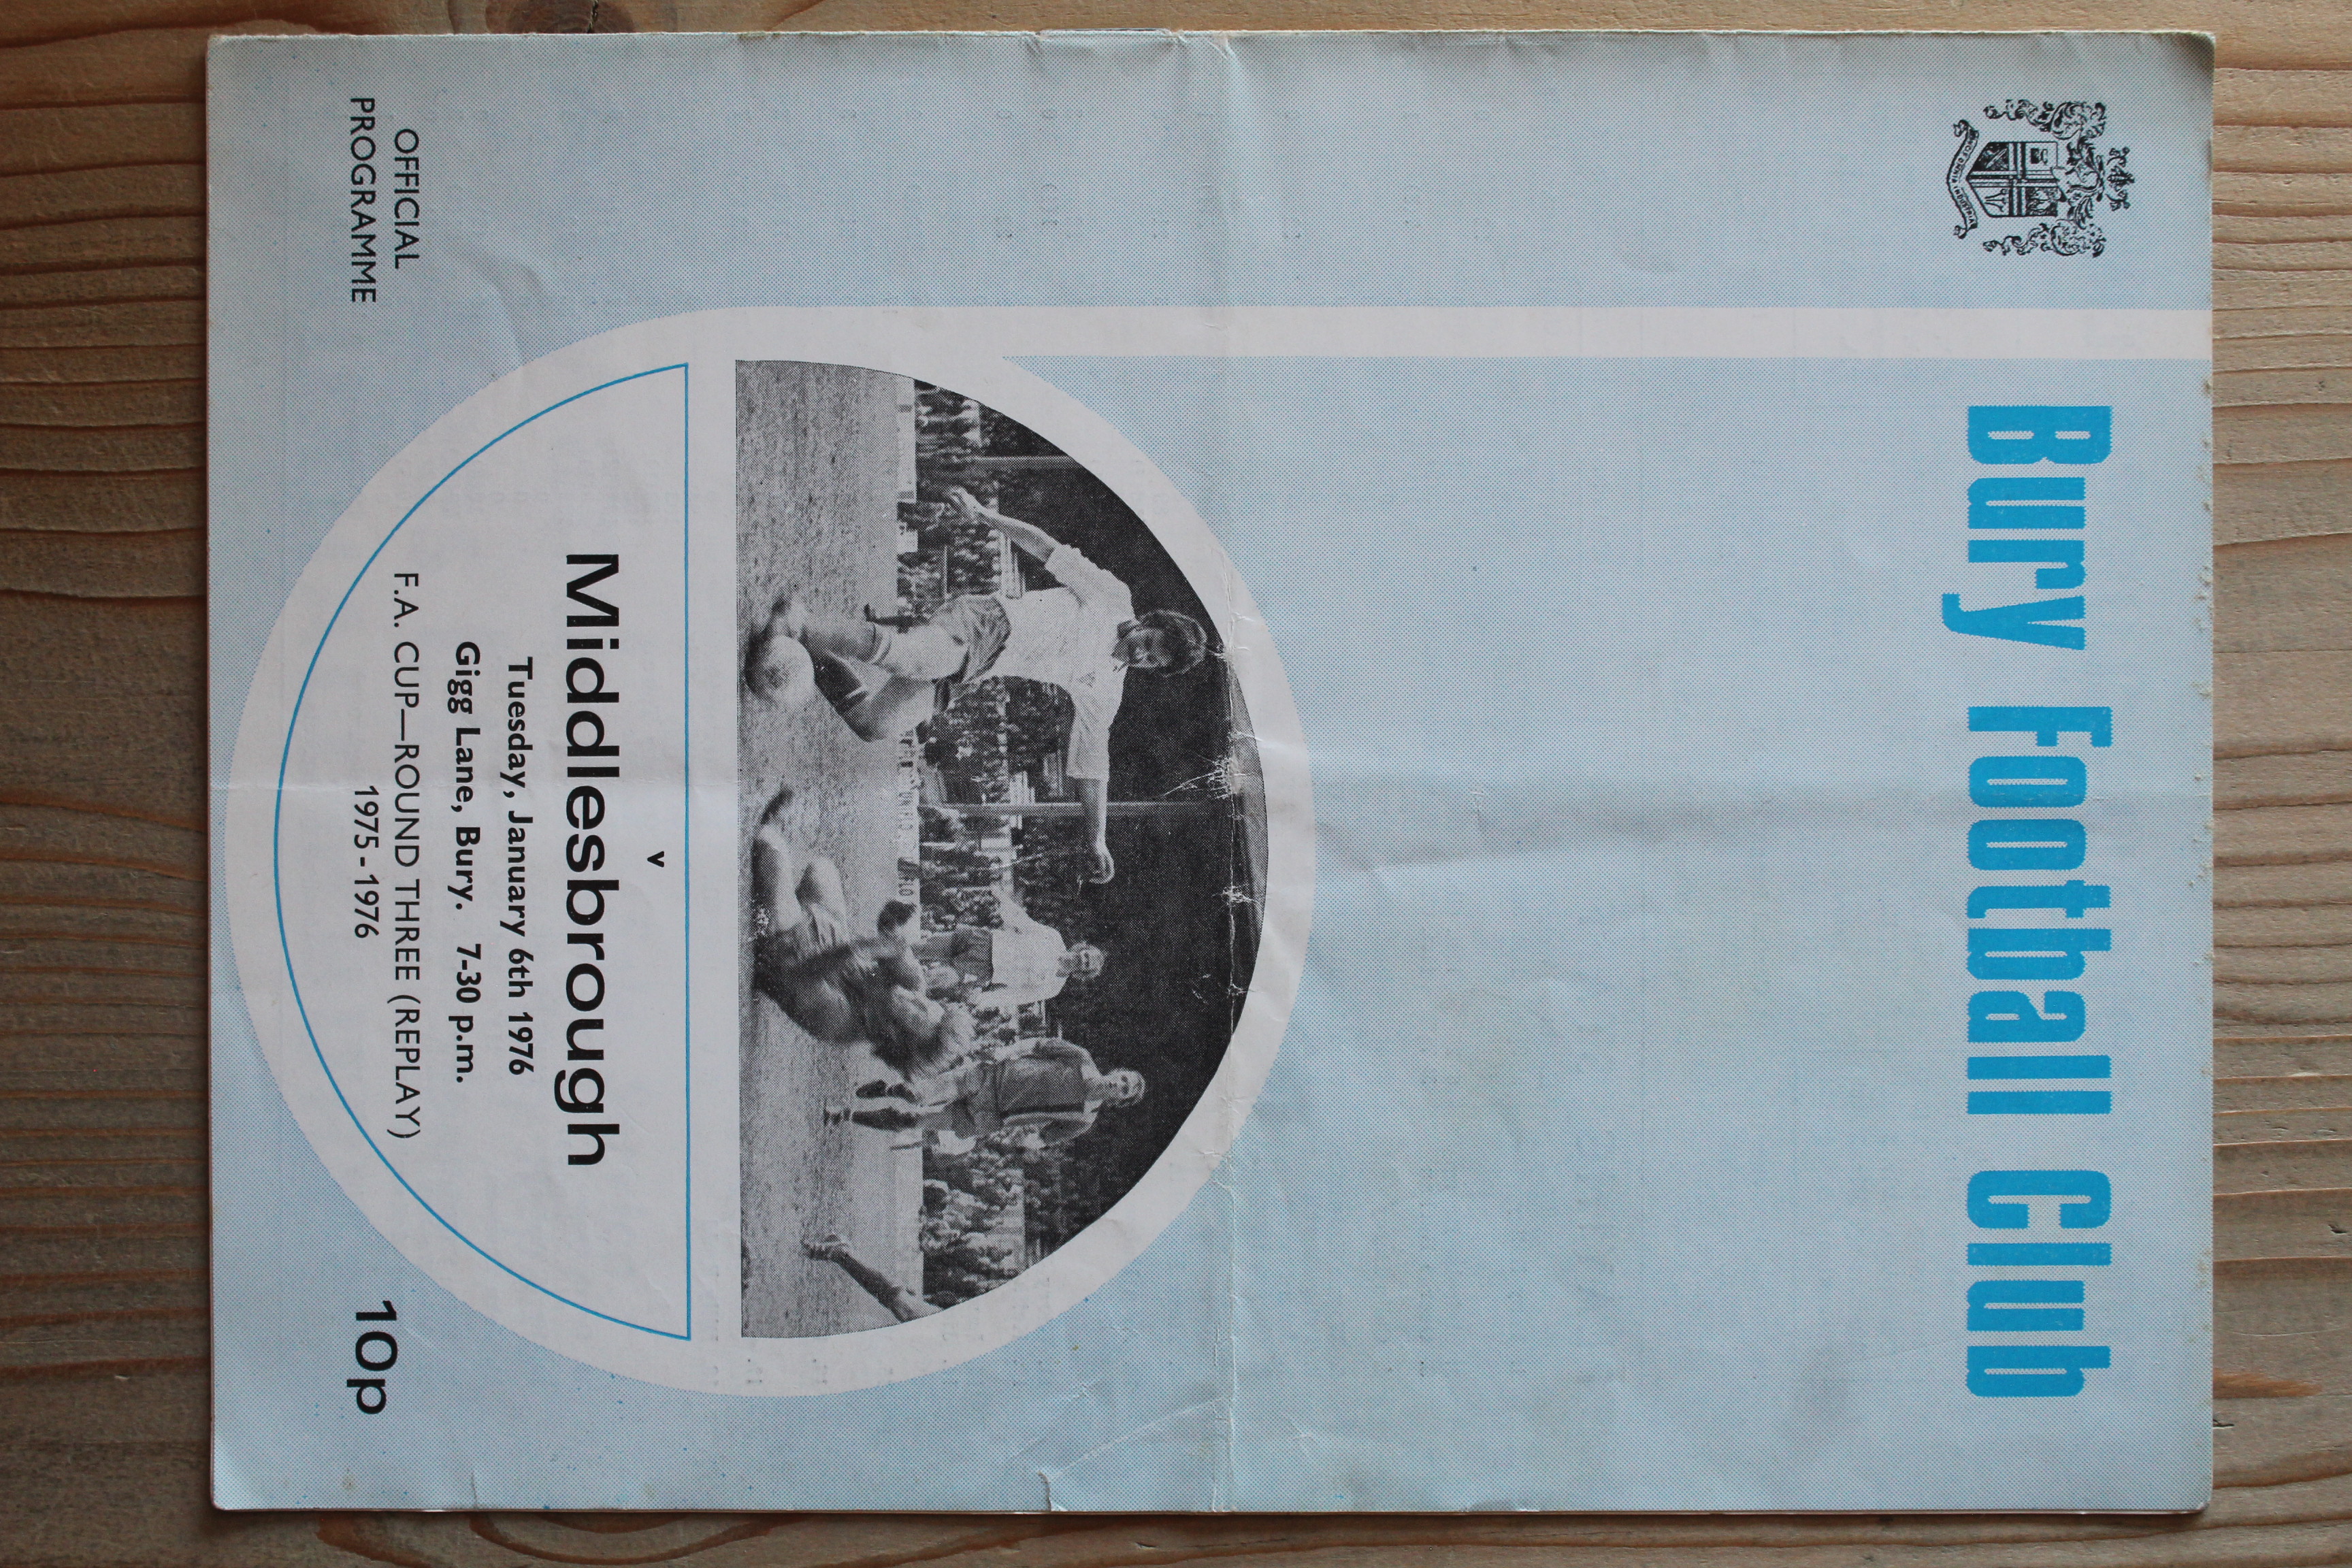 Bury Football Club
v
Middlesbrough
Tuesday, January 6th 1976
Gigg Lane, Bury. 7-30 p.m.
F.A. CUP—ROUND THREE (REPLAY)
1975-1976
OFFICIAL
PROGRAMME
10p